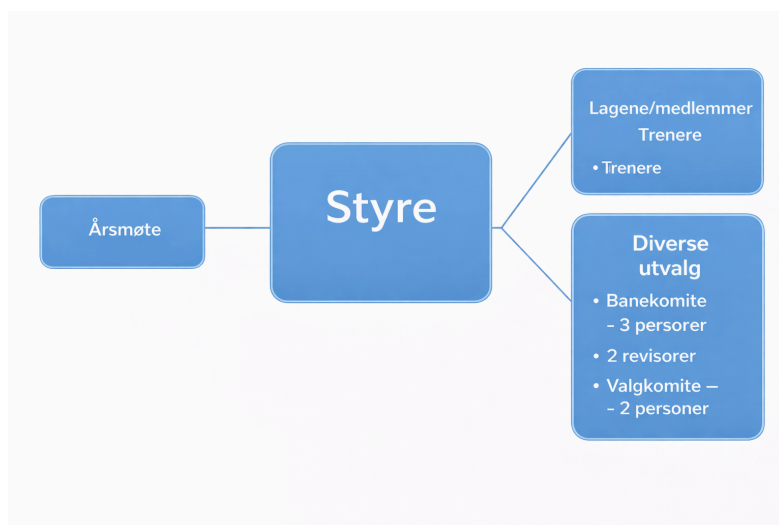 Årsmøte
Styre
Lagene/medlemmer
Trenere
• Trenere
Diverse
utvalg
• Banekomite
- 3 persorer
• 2 revisorer
• Valgkomite –
- 2 personer